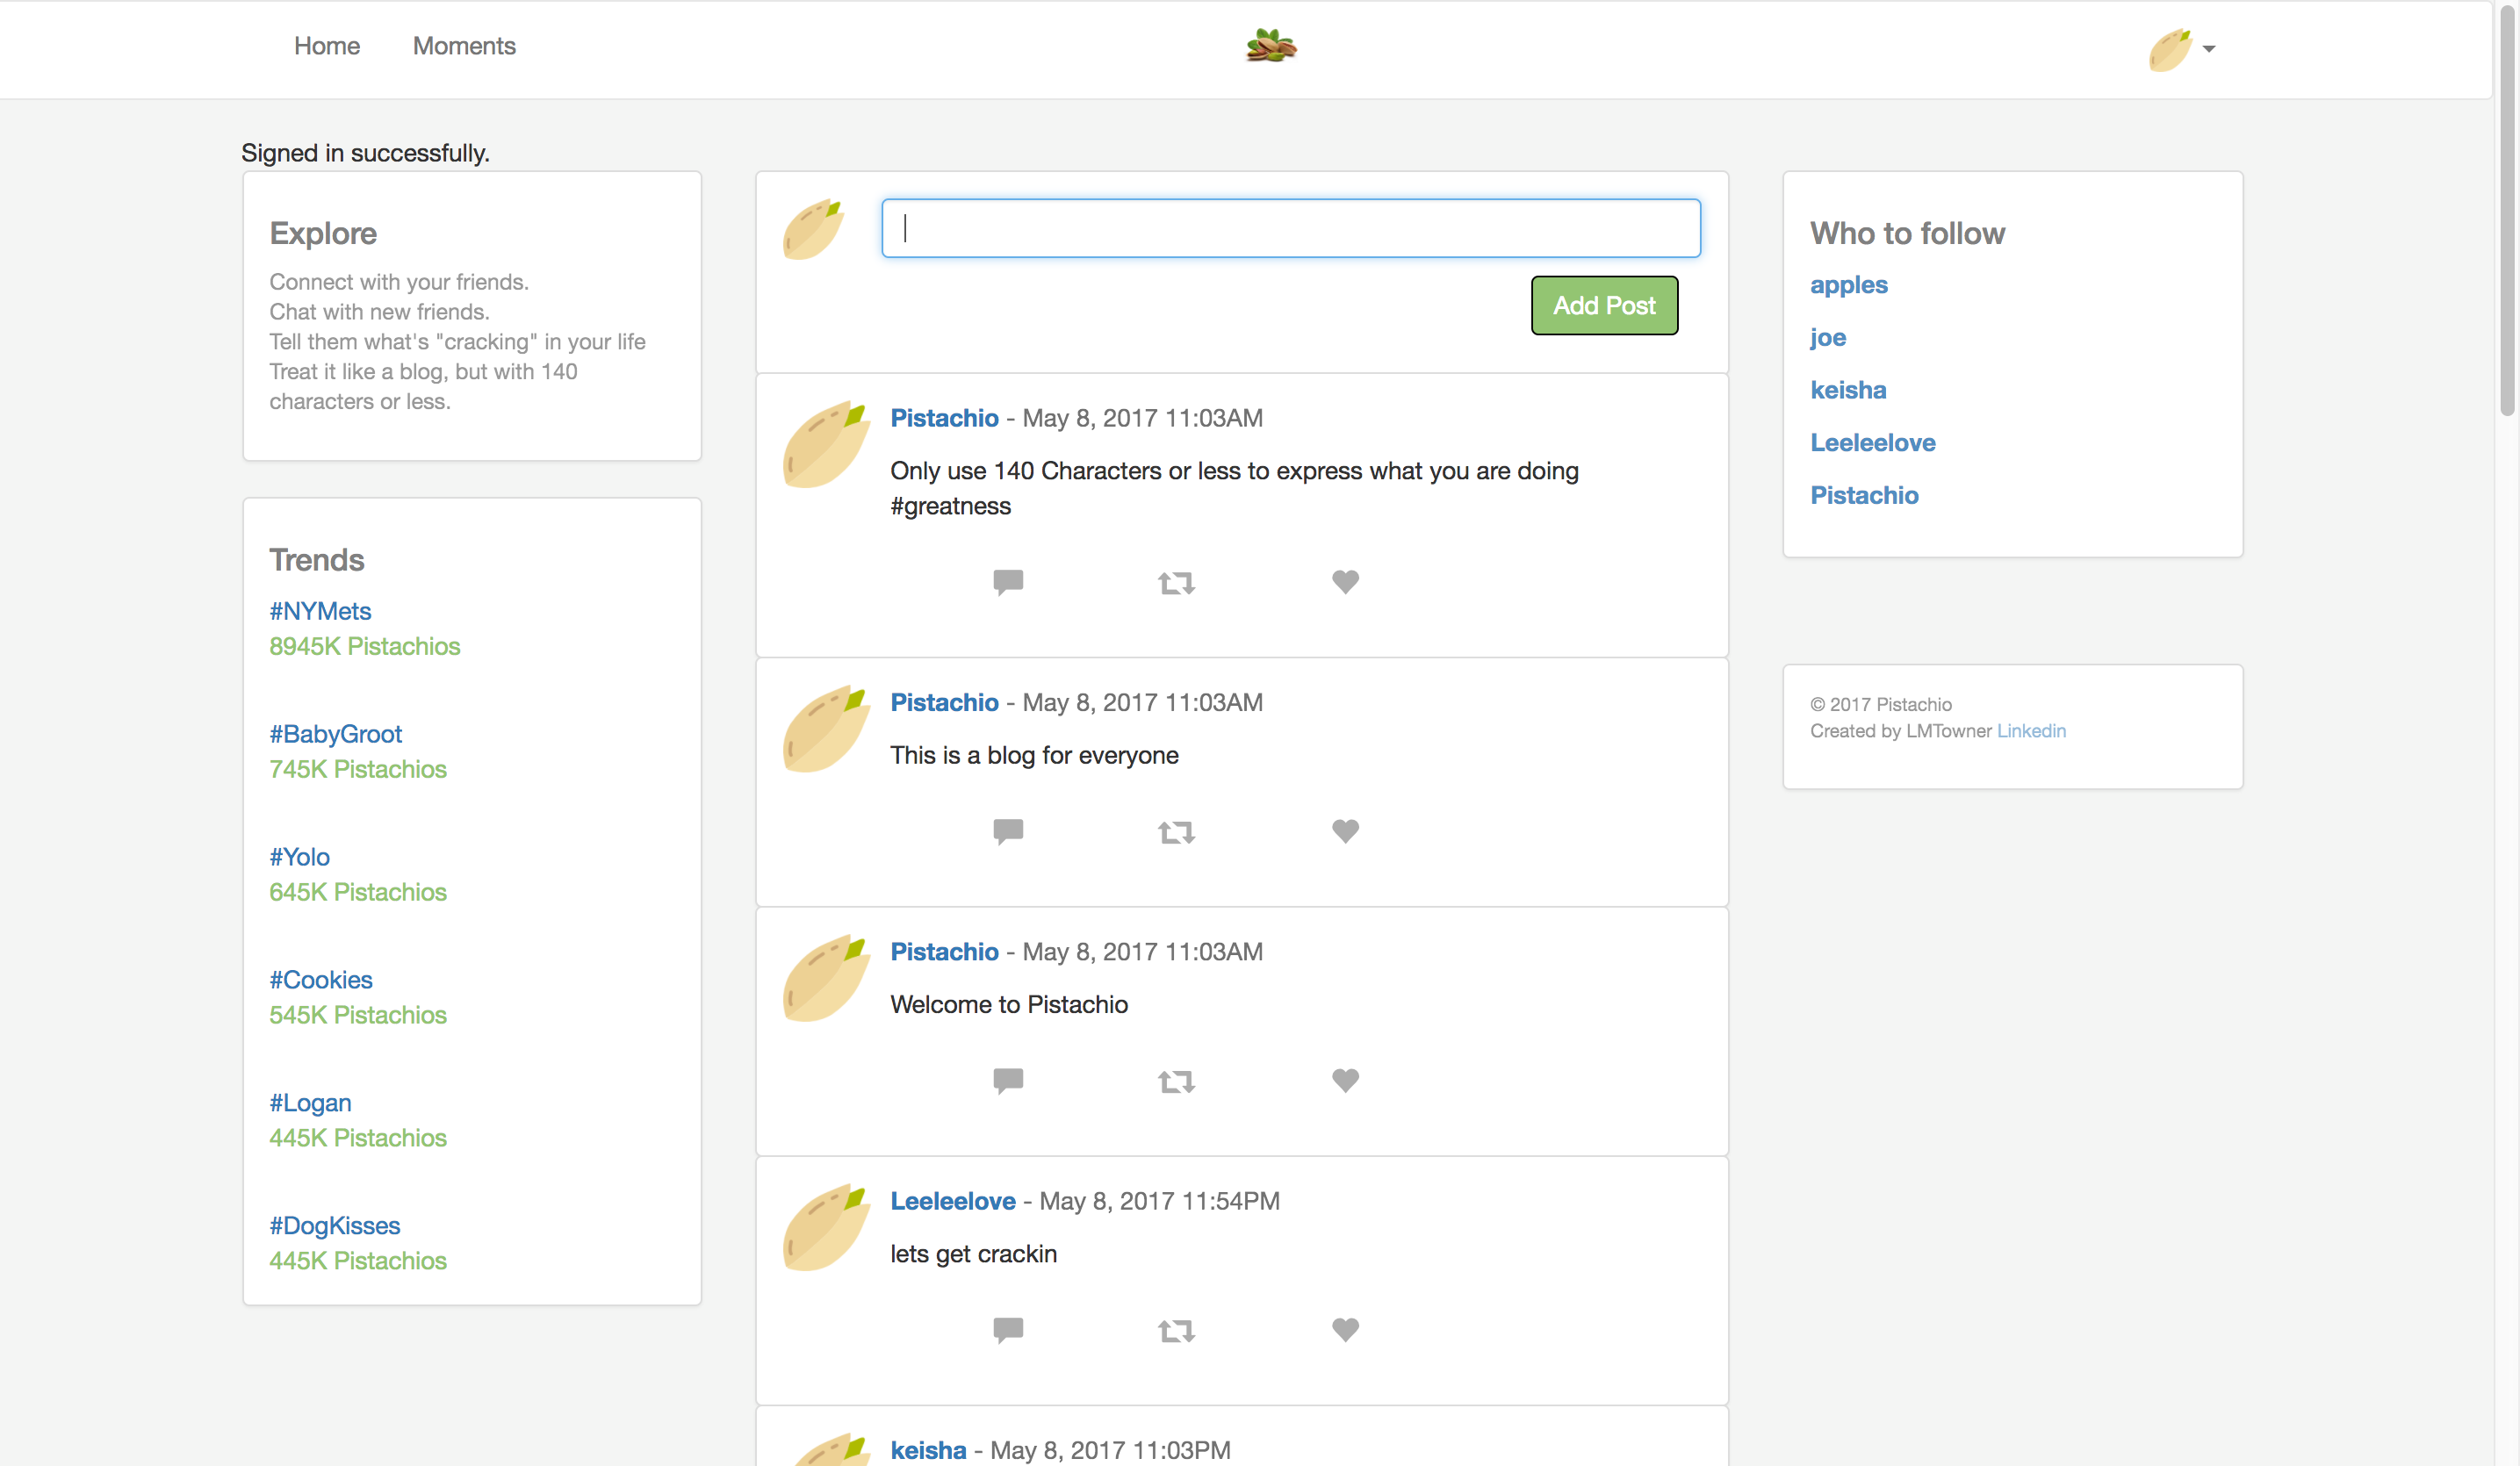 Home
Moments
Signed in successfully.
Explore
Connect with your friends.
Chat with new friends.
Tell them what's "cracking" in your life
Treat it like a blog, but with 140
characters or less.
Trends
#NYMets
8945K Pistachios
#BabyGroot
745K Pistachios
#Yolo
645K Pistachios
#Cookies
545K Pistachios
#Logan
445K Pistachios
#DogKisses
445K Pistachios
Add Post
Pistachio - May 8, 2017 11:03AM
Only use 140 Characters or less to express what you are doing
#greatness
Pistachio - May 8, 2017 11:03AM
This is a blog for everyone
Pistachio - May 8, 2017 11:03AM
Welcome to Pistachio
Leeleelove - May 8, 2017 11:54PM
lets get crackin
keisha - May 8, 2017 11:03PM
Who to follow
apples
joe
keisha
Leeleelove
Pistachio
© 2017 Pistachio
Created by LMTowner Linkedin